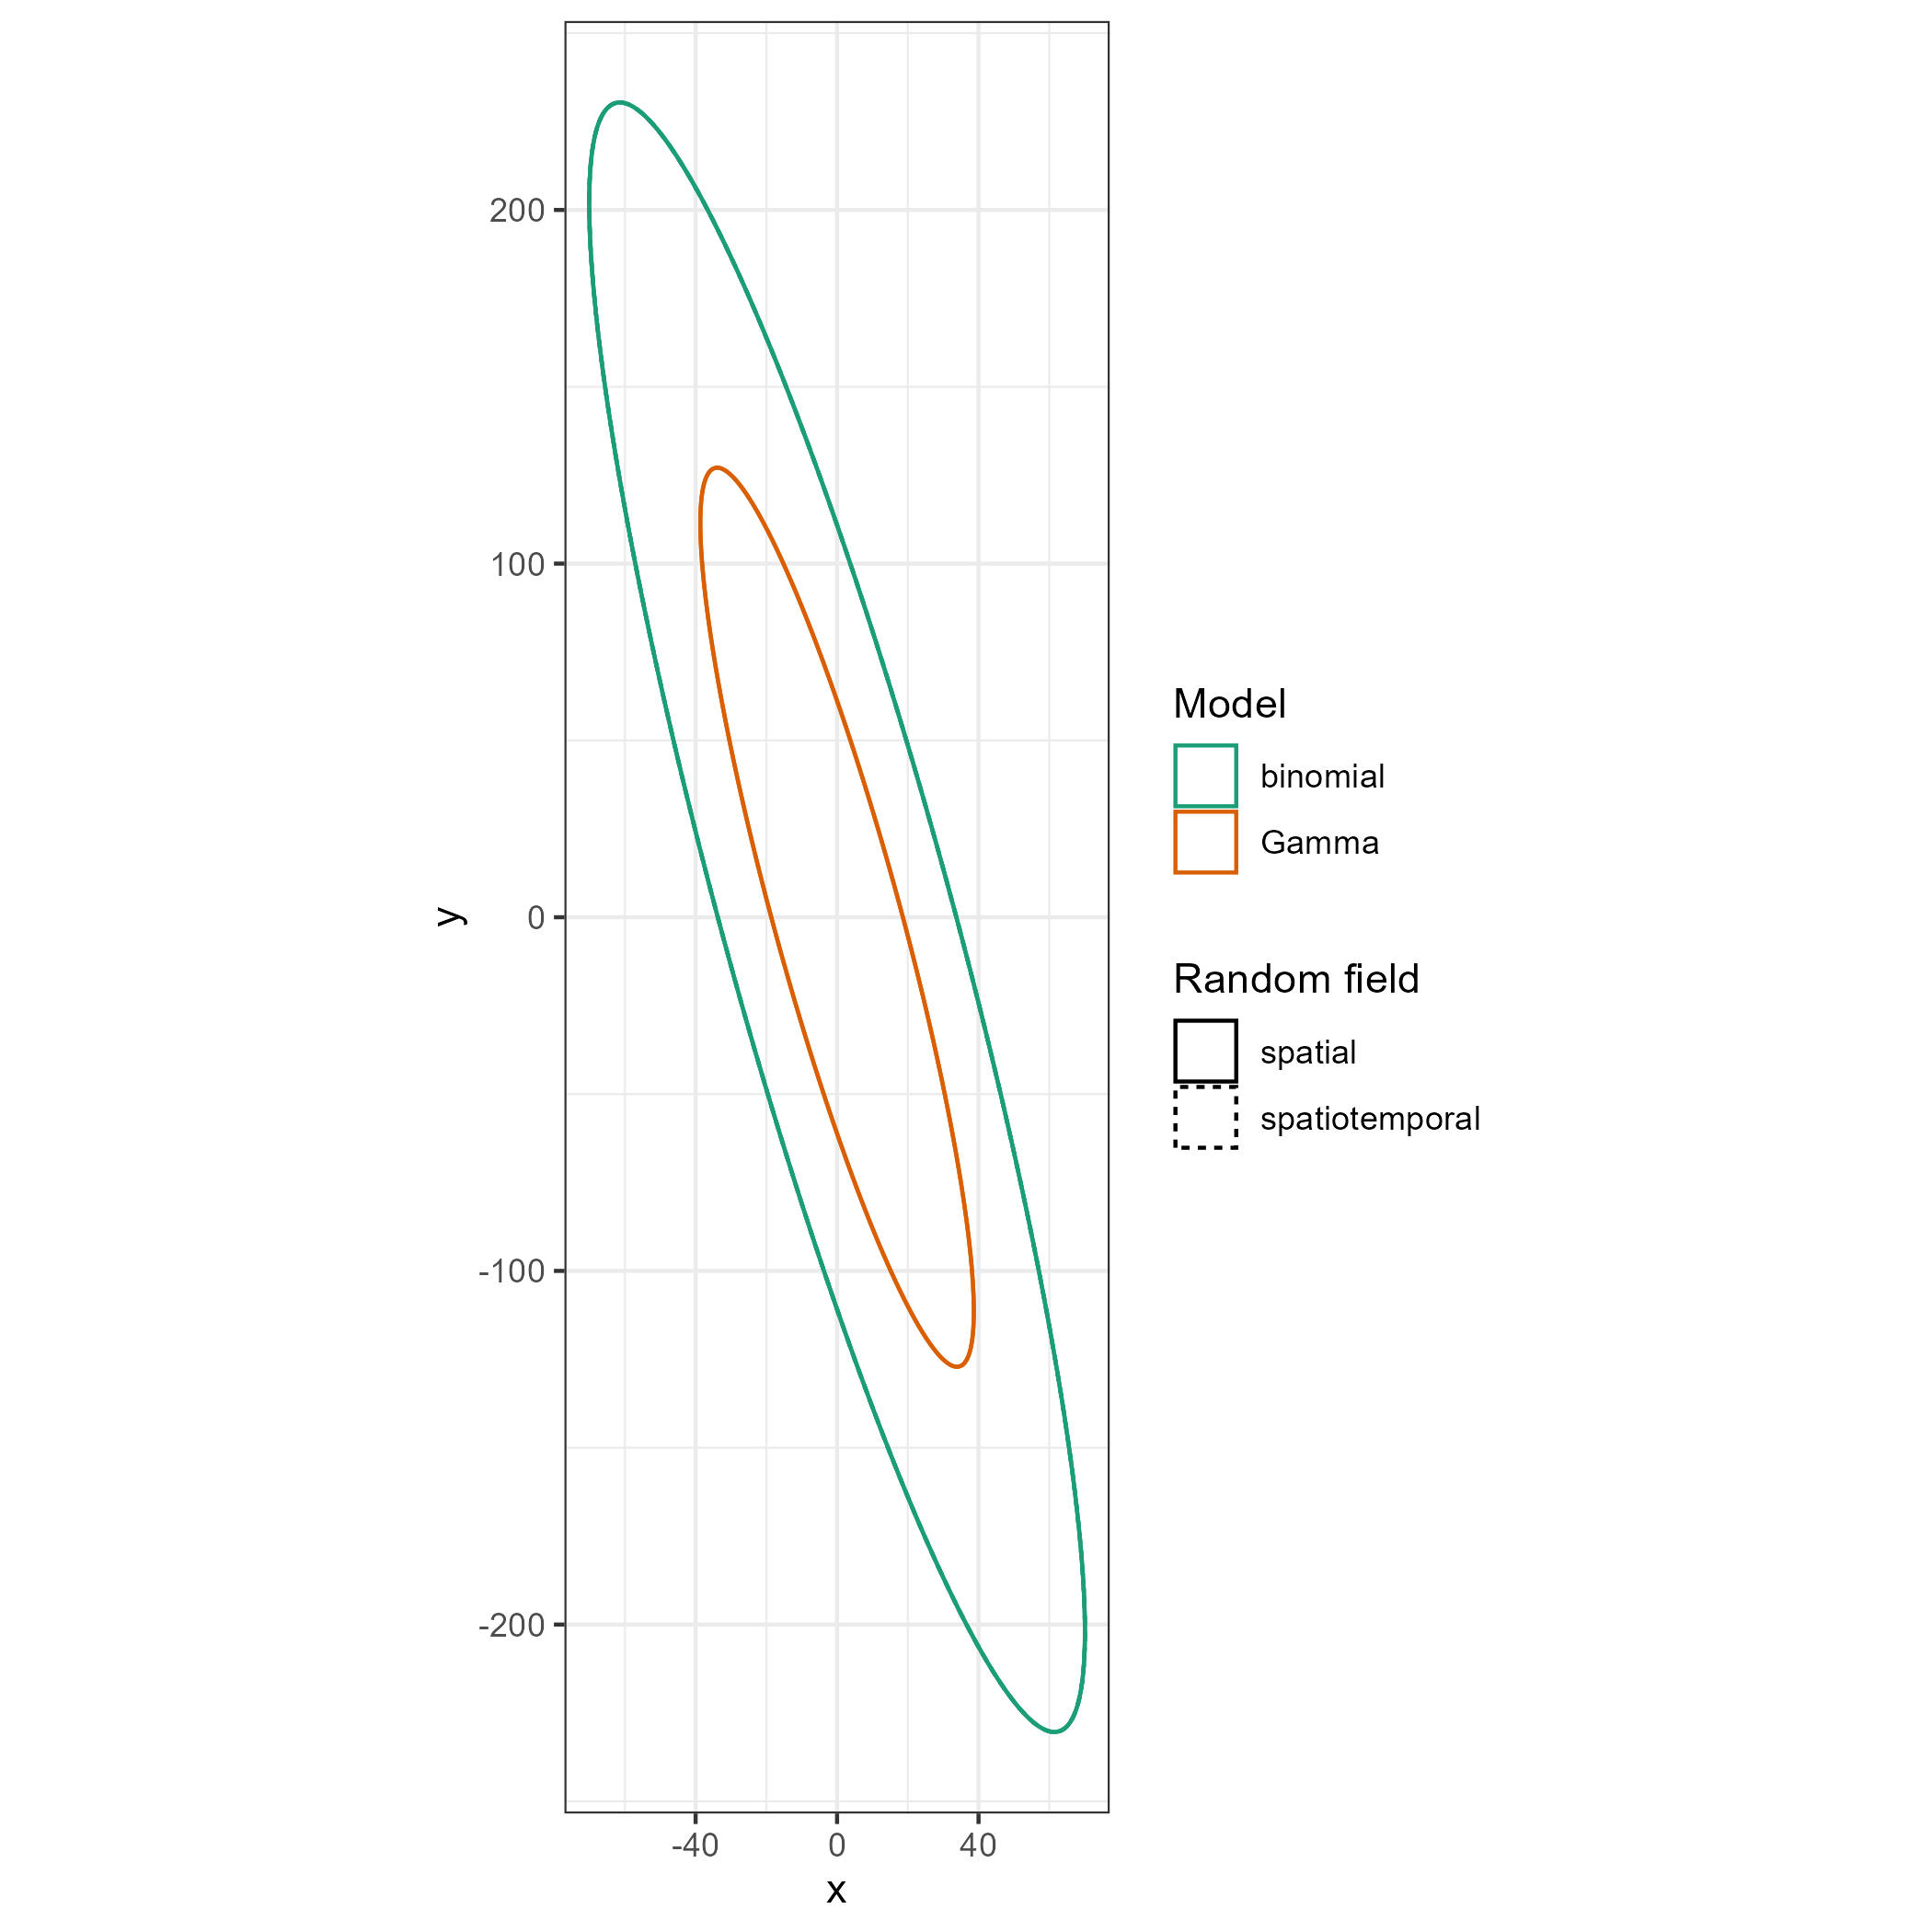 200
100
0
-100
-200
y
-40 0 40
x
Model
binomial
Gamma
Random field
spatial
spatiotemporal